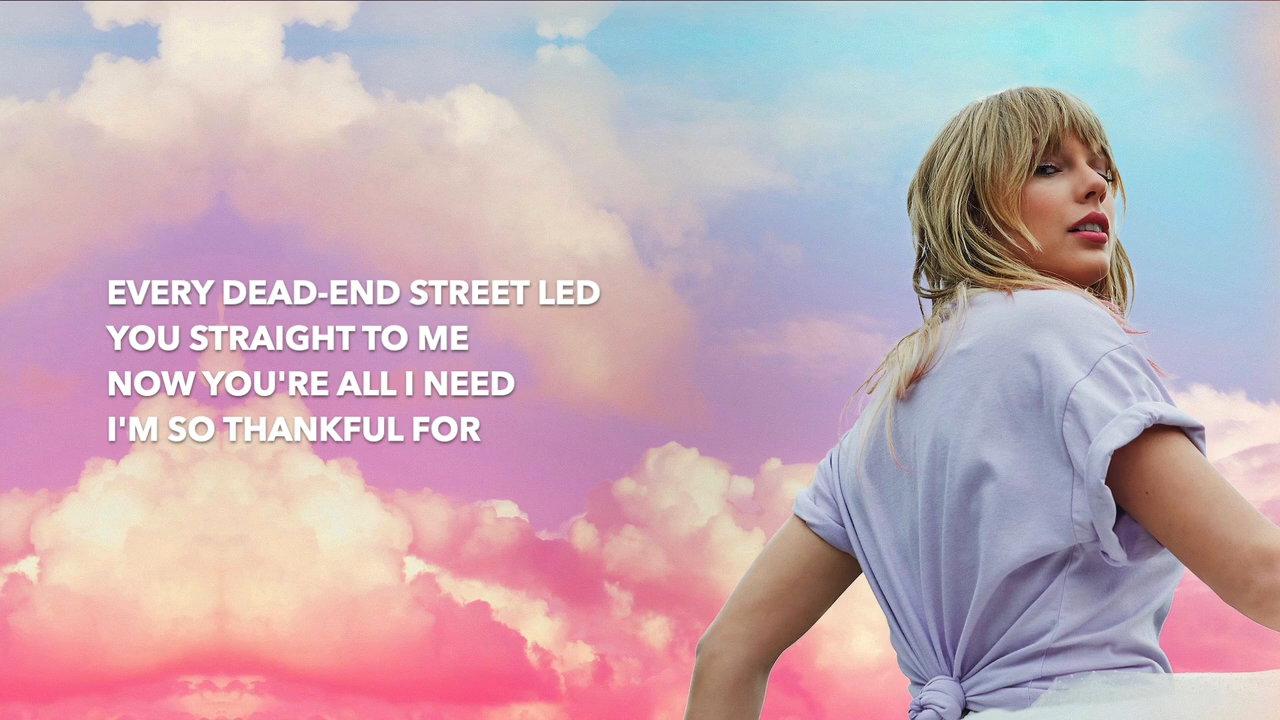 EVERY DEAD-END STREET LED
YOU STRAIGHT TO ME
NOW YOU'RE ALL I NEED
I'M SO THANKFUL FOR